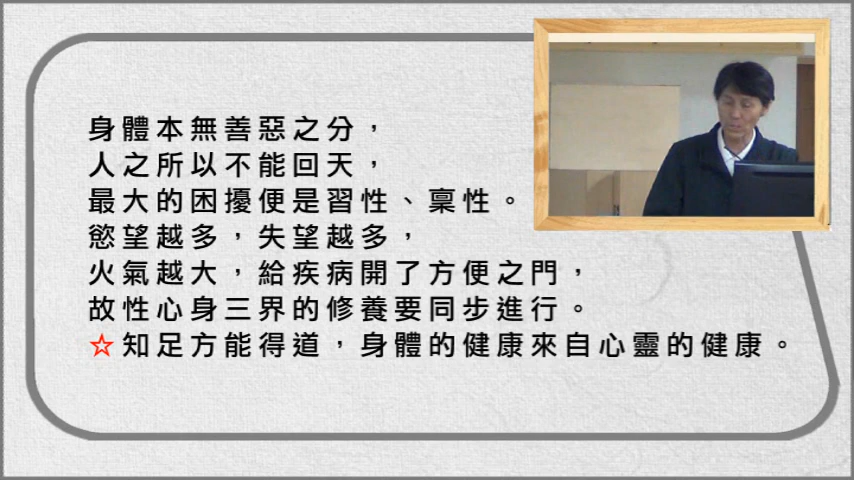 身體本無善惡之分，
人之所以不能回天，
最大的困擾便是習性、稟性。
慾望越多，失望越多，
火氣越大，給疾病開了方便之門，
故性心身三界的修養要同步進行。
☆知足方能得道，身體的健康來自心靈的健康。